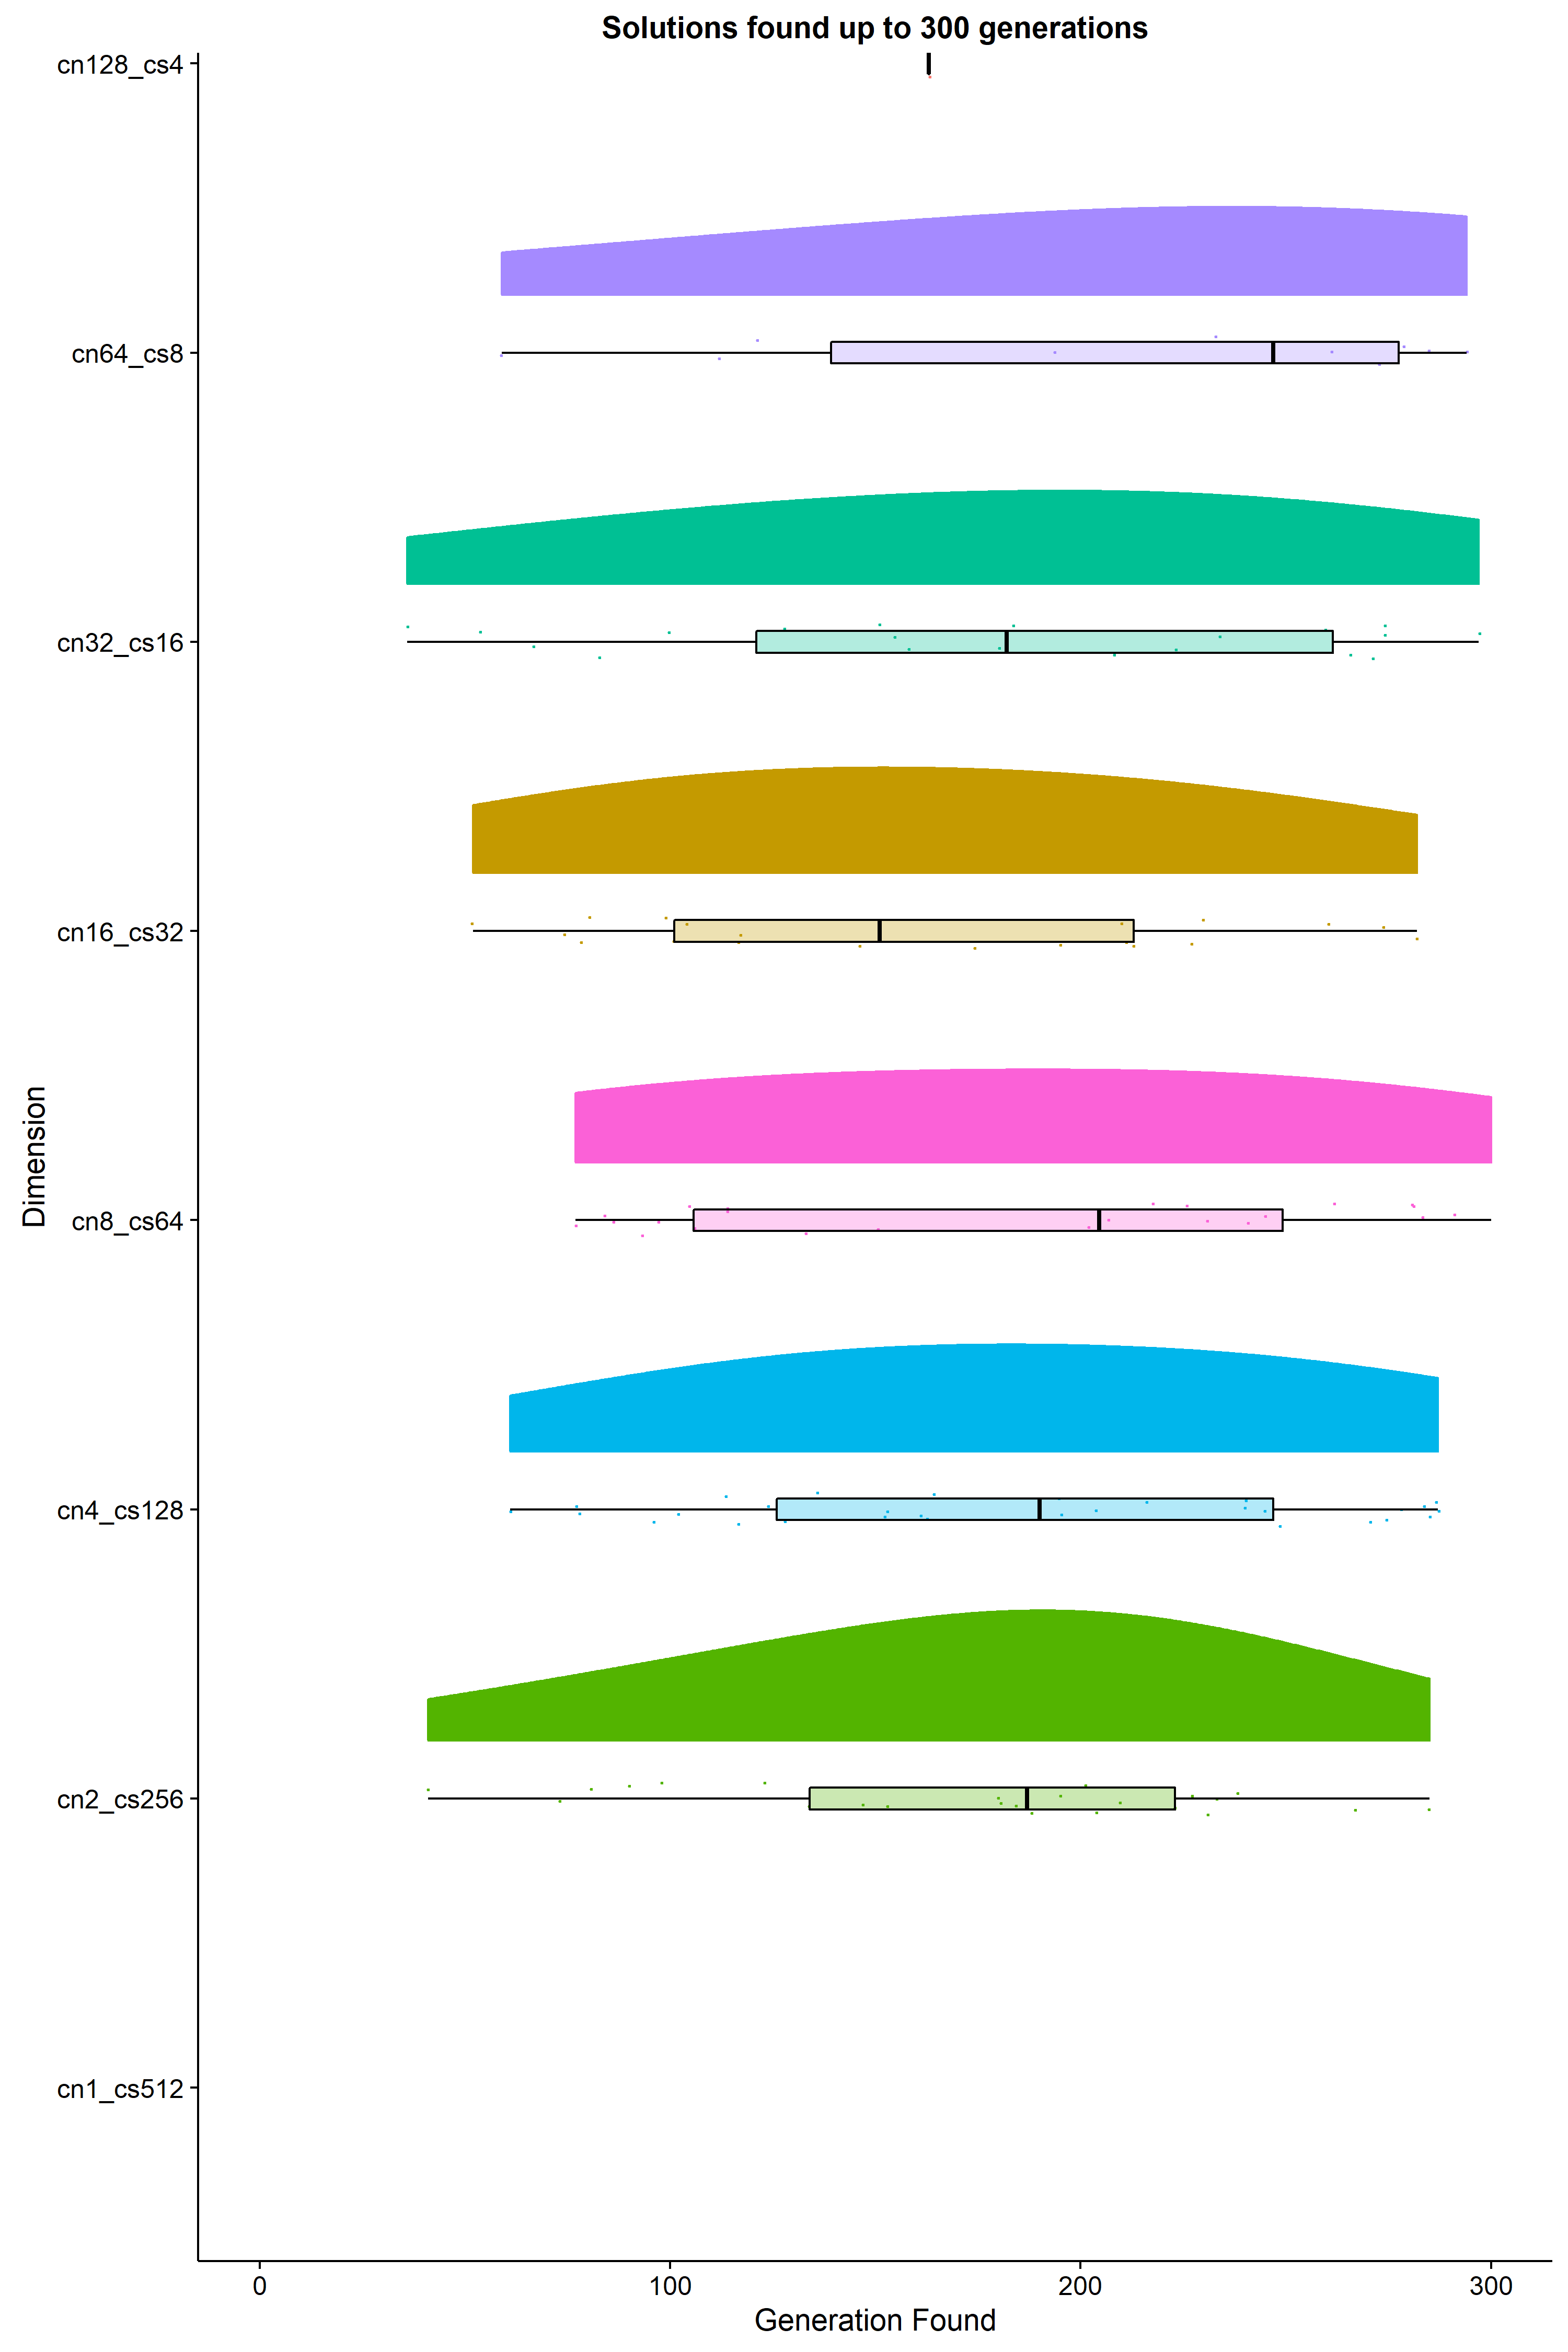 Solutions found up to 300 generations
cn128_cs4
cn64_cs8
cn32_cs16
cn16_cs32
cn8_cs64
cn4_cs128
cn2_cs256
cn1_cs512
Dimension
0 100 200 300
Generation Found